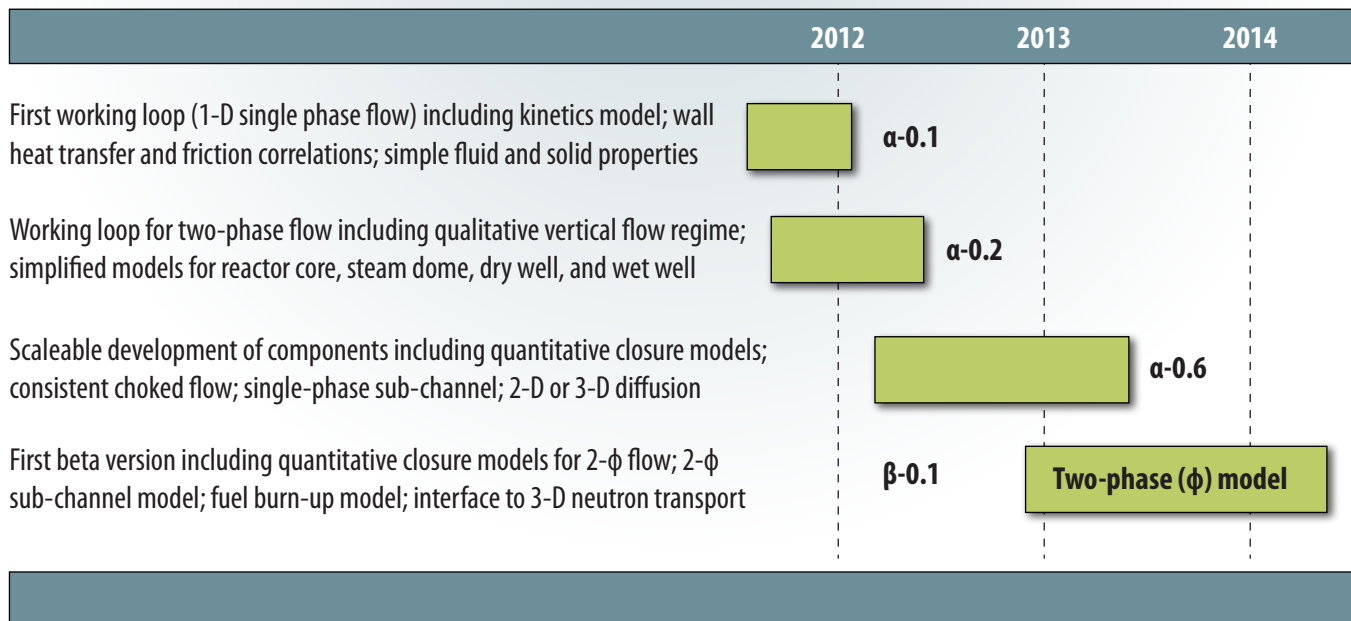 2012 2013 2014
First working loop (1-D single phase flow) including kinetics model; wall
heat transfer and friction correlations; simple fluid and solid properties
α-0.1
Working loop for two-phase flow including qualitative vertical flow regime;
simplified models for reactor core, steam dome, dry well, and wet well
α-0.2
Scaleable development of components including quantitative closure models;
consistent choked flow; single-phase sub-channel; 2-D or 3-D diffusion
α-0.6
First beta version including quantitative closure models for 2-ϕ flow; 2-ϕ
sub-channel model; fuel burn-up model; interface to 3-D neutron transport
β-0.1
Two-phase (ϕ) model